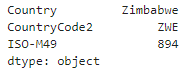 Country Zimbabwe
CountryCode2 ZWE
ISO-M49 894
dtype: object